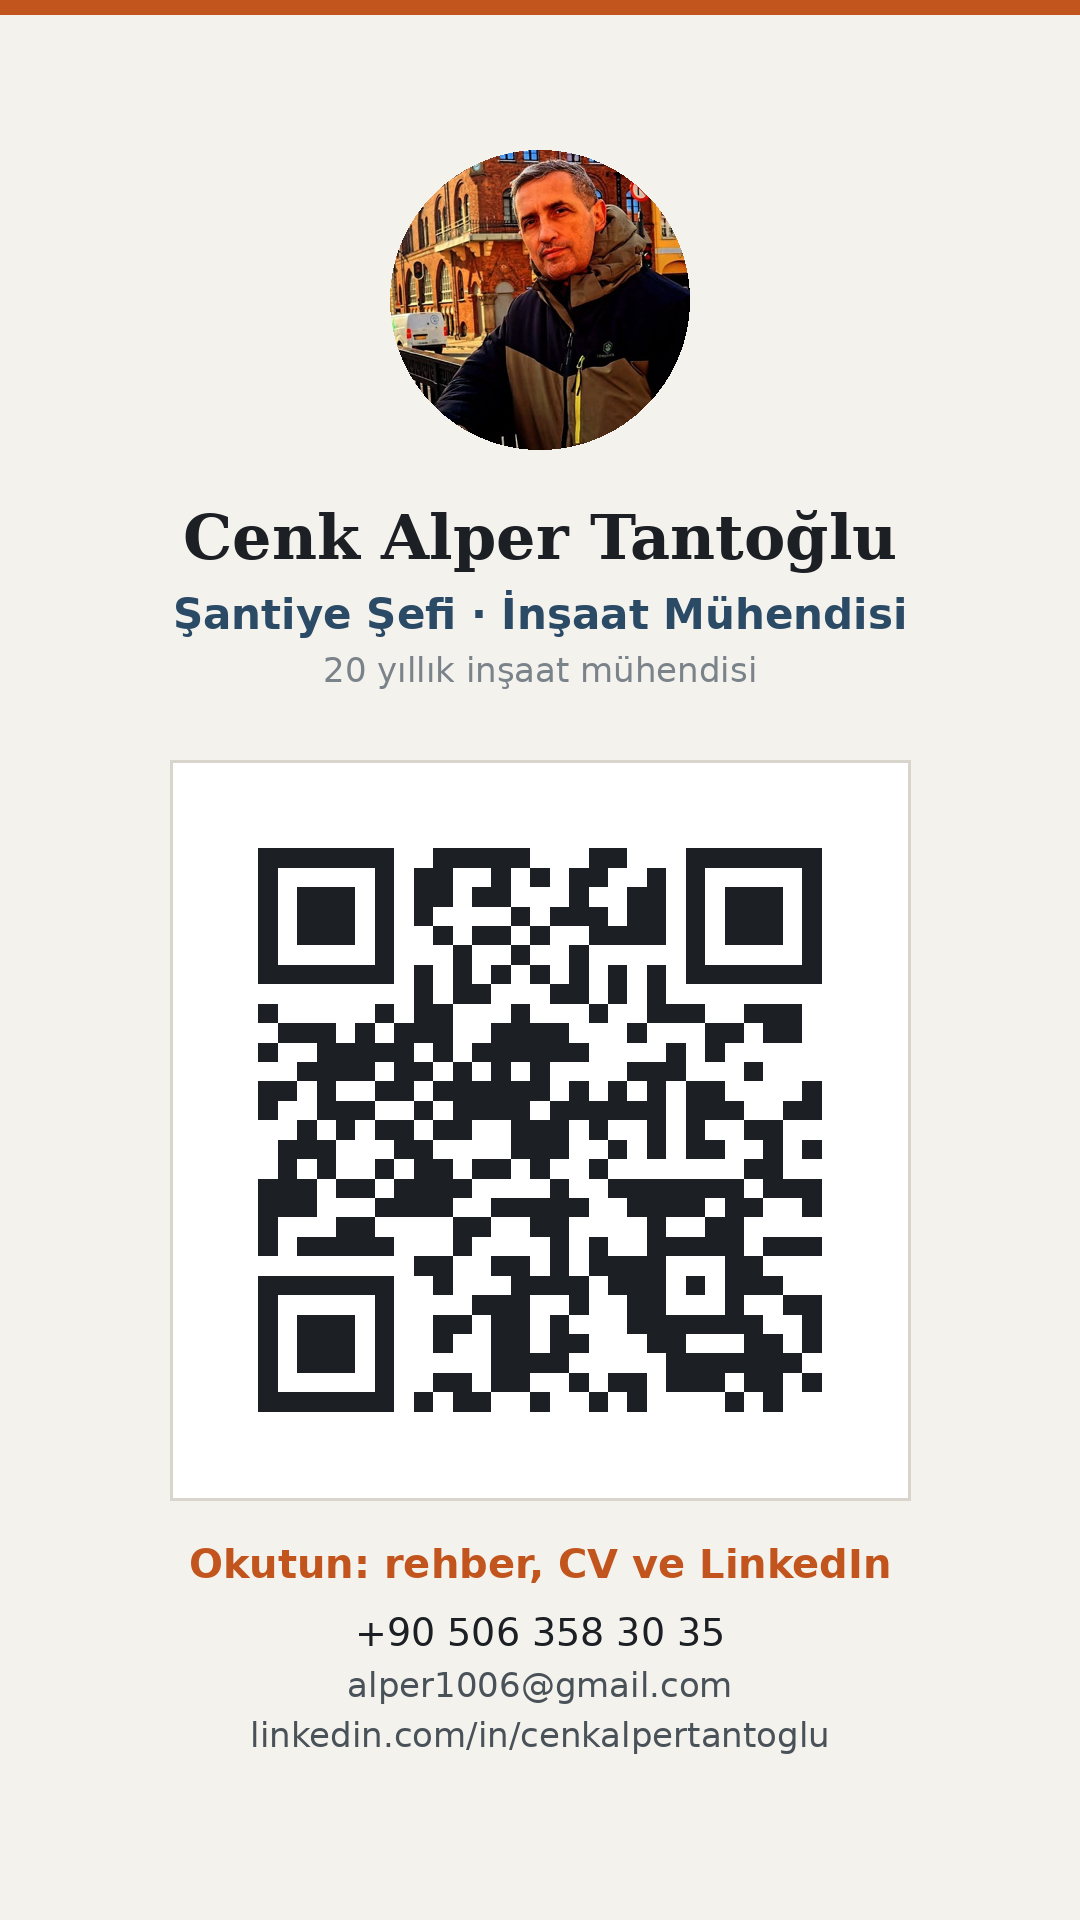 Cenk Alper Tantoğlu
Şantiye Şefi · İnşaat Mühendisi
20 yıllık inşaat mühendisi
Okutun: rehber, CV ve LinkedIn
+90 506 358 30 35
alper1006@gmail.com
linkedin.com/in/cenkalpertantoglu